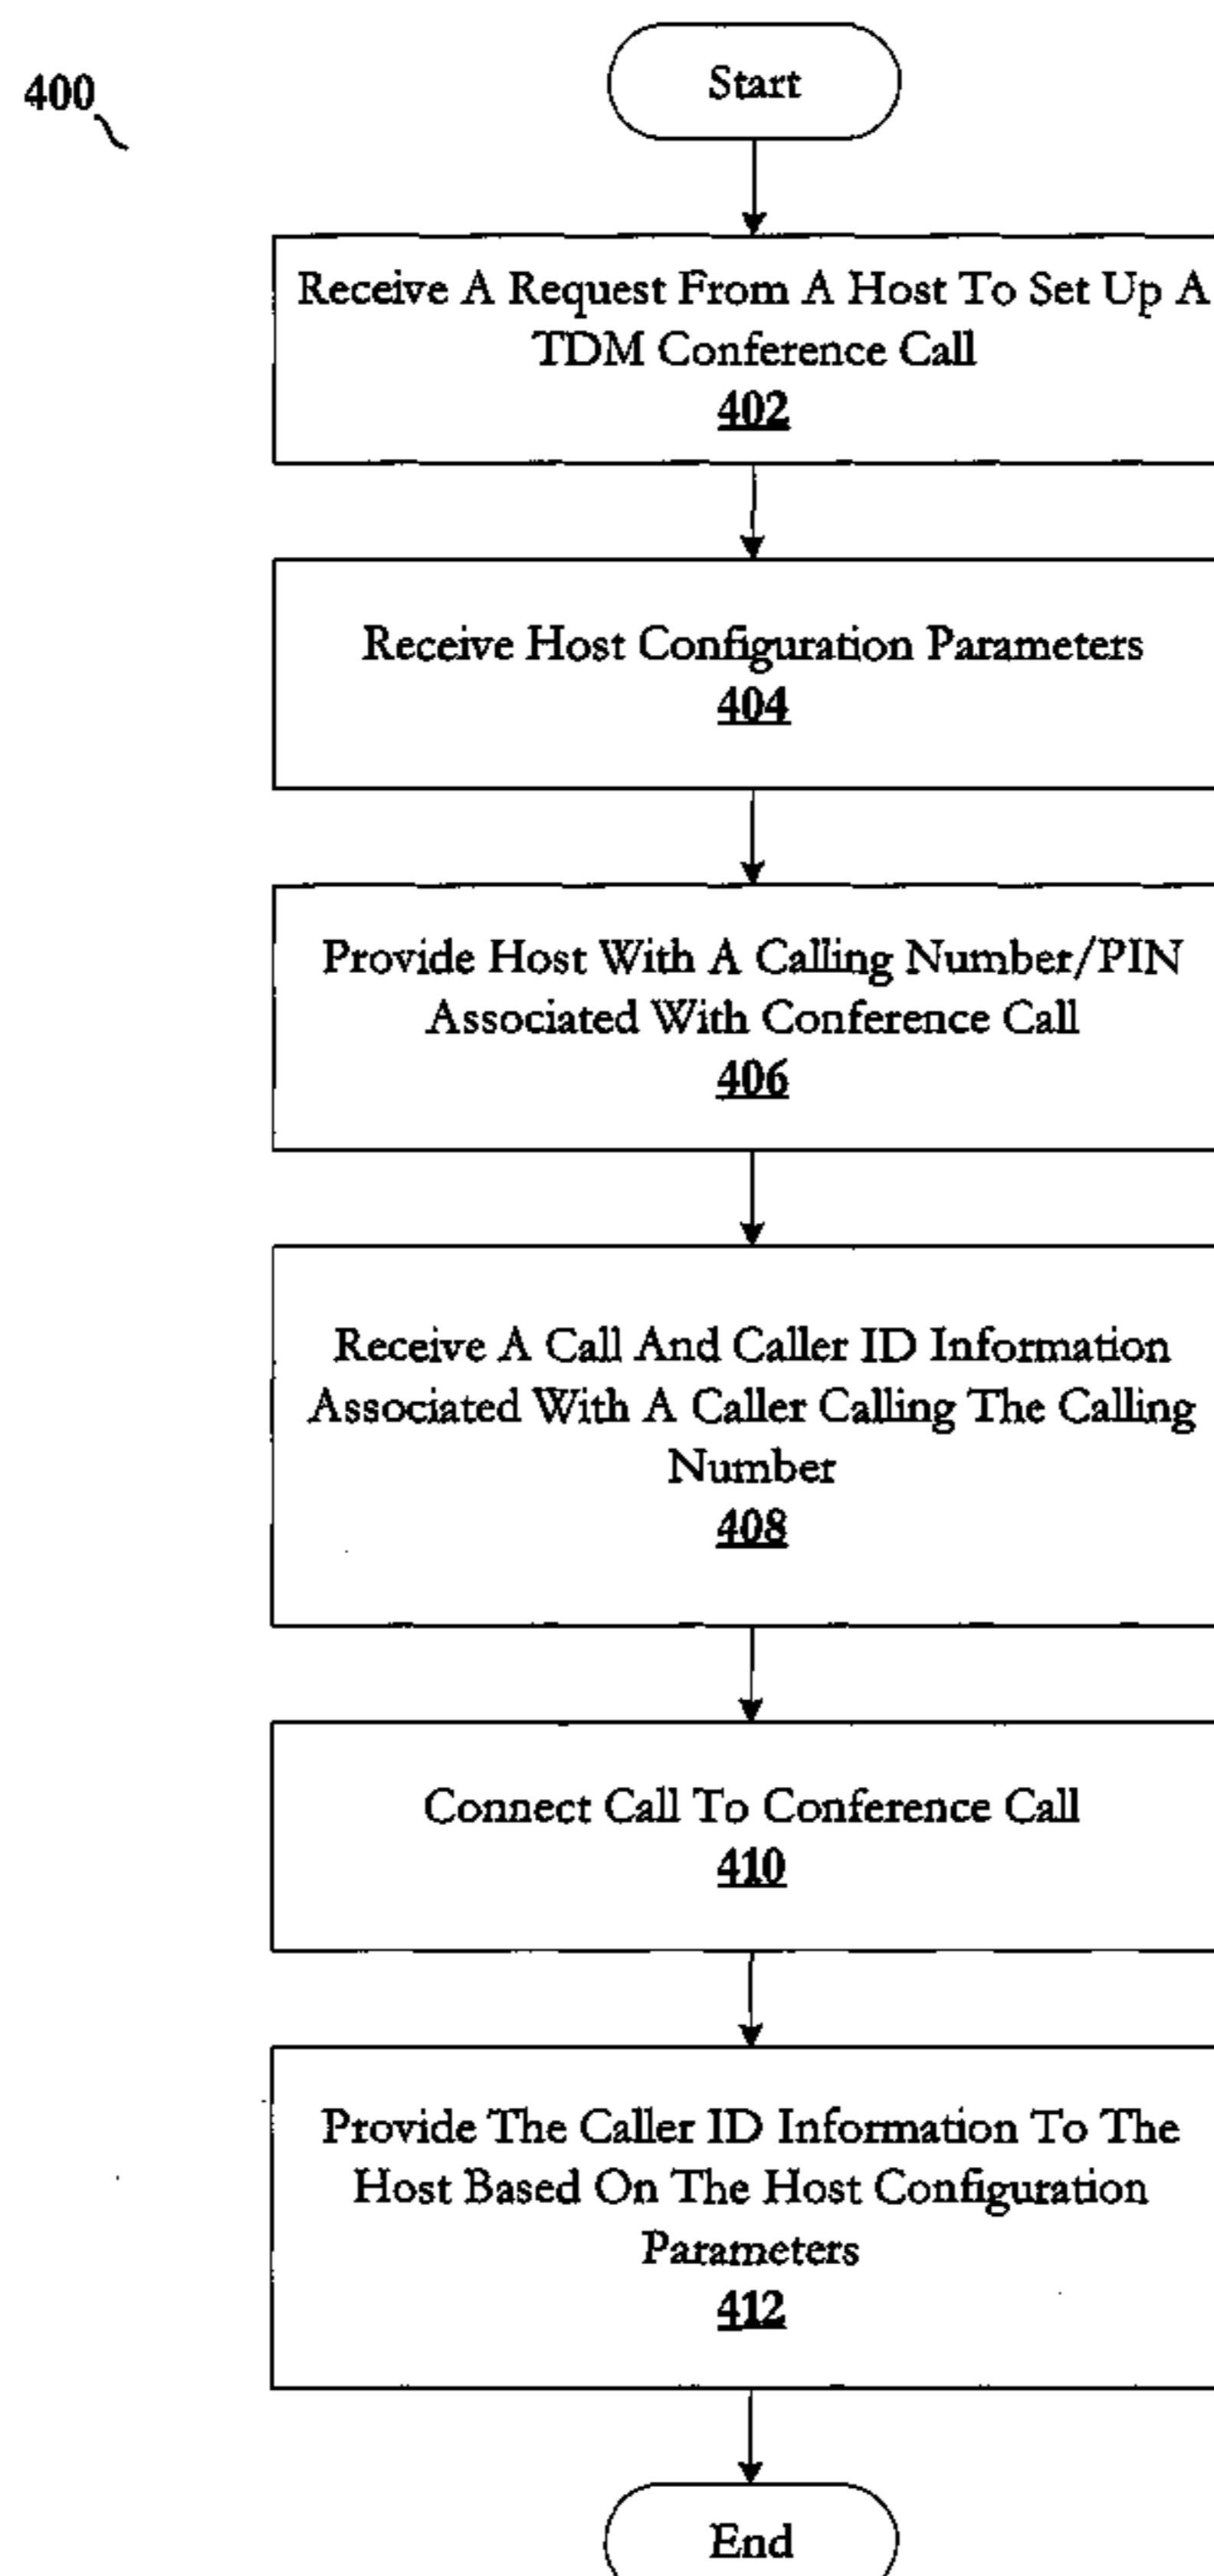 400
Start
Receive A Request From A Host To Set Up A
TDM Conference Call
402
Receive Host Configuration Parameters
404
Provide Host With A Calling Number/PIN
Associated With Conference Call
406
Receive A Call And Caller ID Information
Associated With A Caller Calling The Calling
Number
408
Connect Call To Conference Call
410
Provide The Caller ID Information To The
Host Based On The Host Configuration
Parameters
412
End